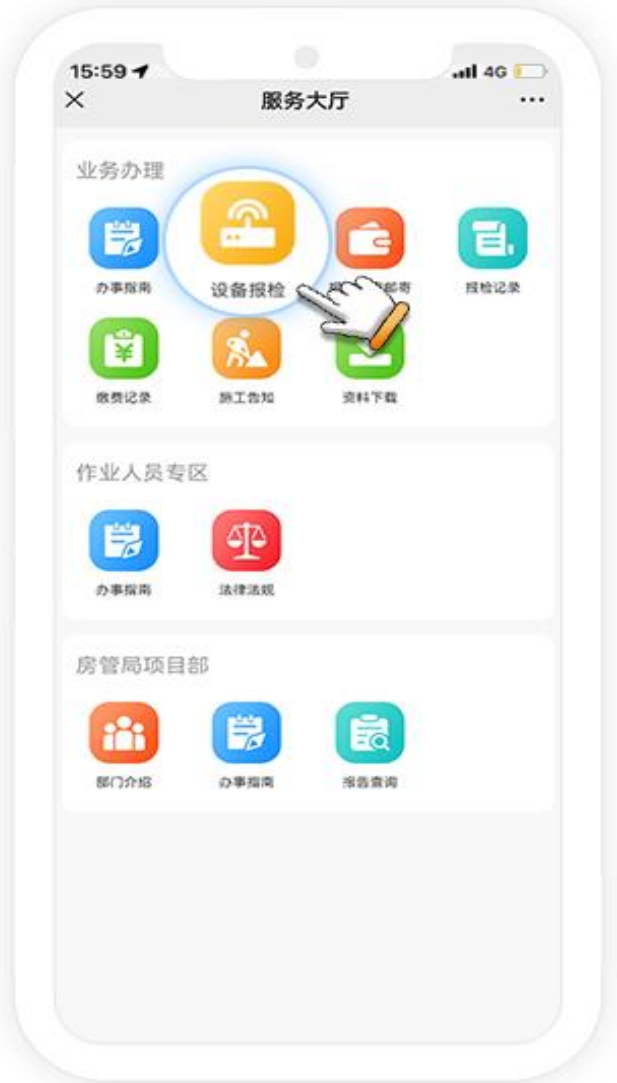 15:59
4G
服务大厅
业务办理
办事指南
设备报检
邮寄
报检记录
缴费记录
施工告知
资料下载
作业人员专区
办事指南
法律法规
房管局项目部
部门介绍
办事指南
报告查询